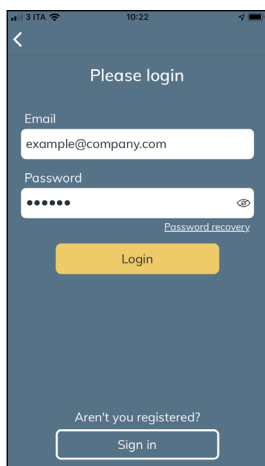 3 ITA 10:22
Please login
Email
example@company.com
Password
••••••
Password recovery
Login
Aren't you registered?
Sign in